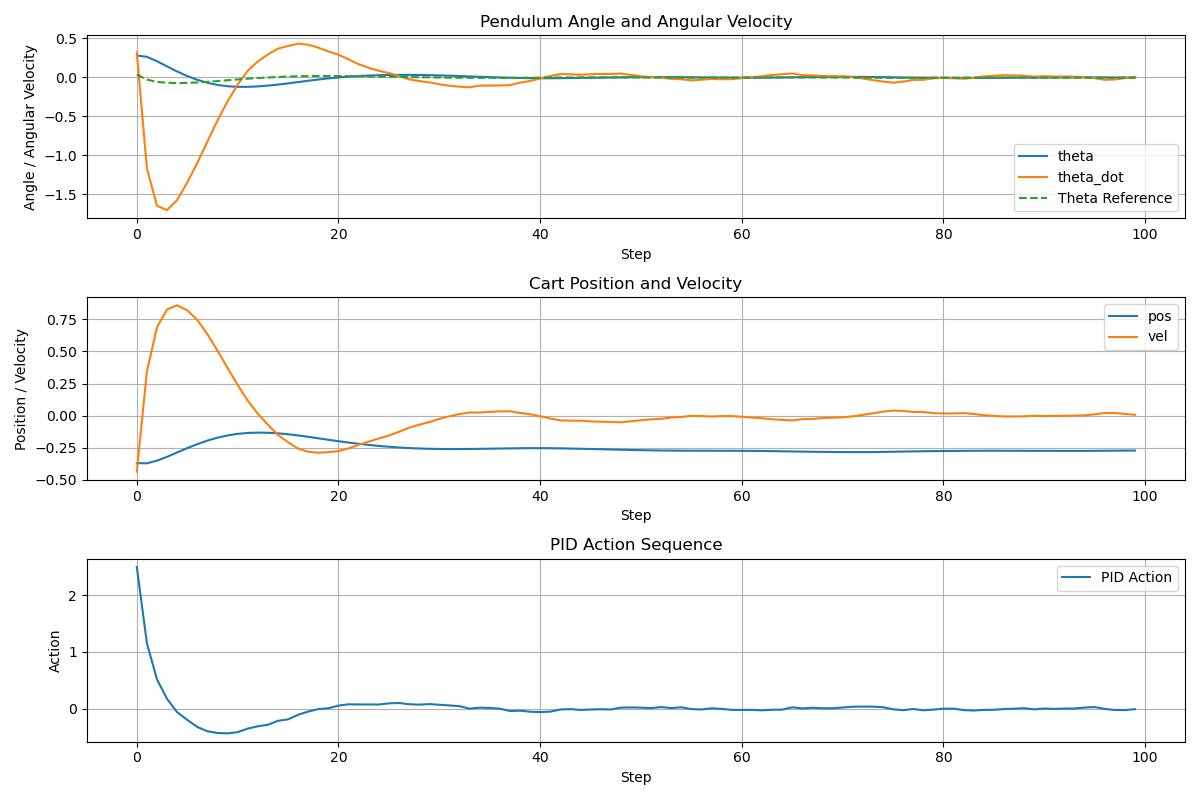 Pendulum Angle and Angular Velocity
Angle / Angular Velocity
0.5
0.0
−0.5
−1.0
−1.5
theta
theta_dot
Theta Reference
0 20 40 60 80 100
Step
Cart Position and Velocity
Position / Velocity
0.75
0.50
0.25
0.00
−0.25
−0.50
pos
vel
0 20 40 60 80 100
Step
PID Action Sequence
Action
2
1
0
PID Action
0 20 40 60 80 100
Step